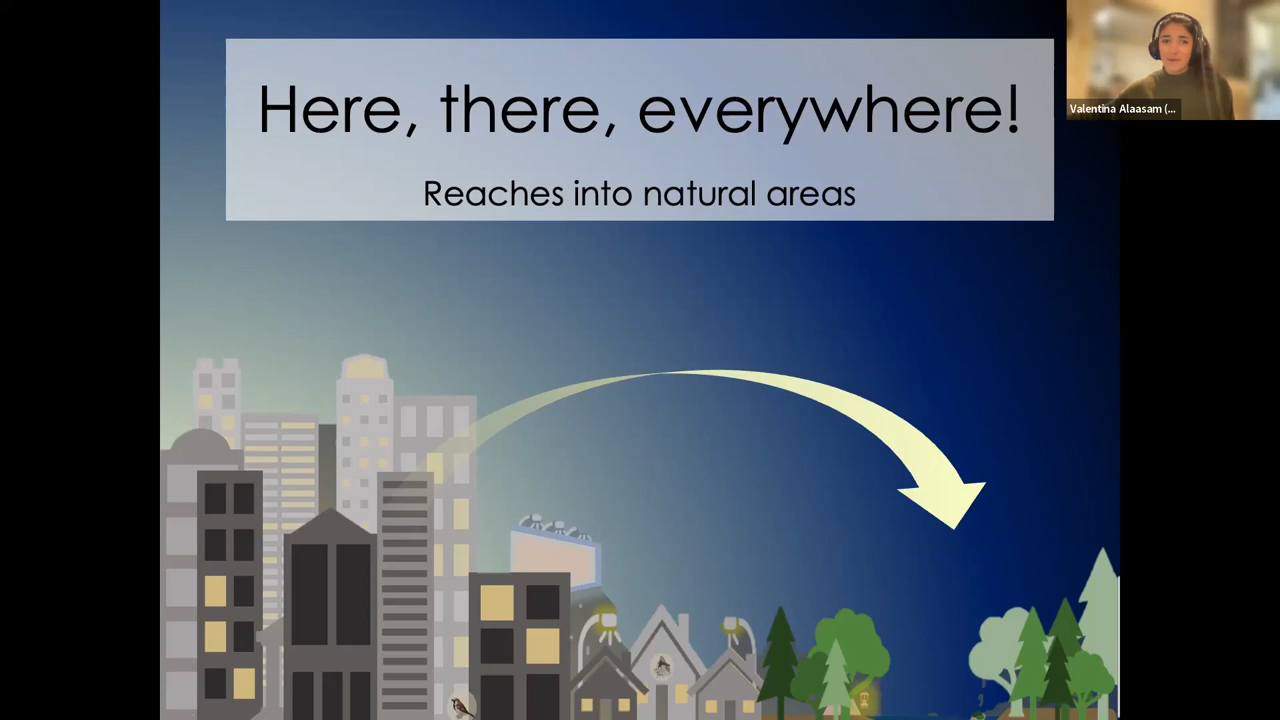 Here, there, everywhere!
Reaches into natural areas
Valentina Alaasam (...